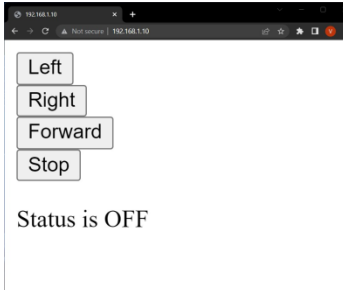 192.168.1.10
Not secure 192.168.1.10
Left
Right
Forward
Stop
Status is OFF